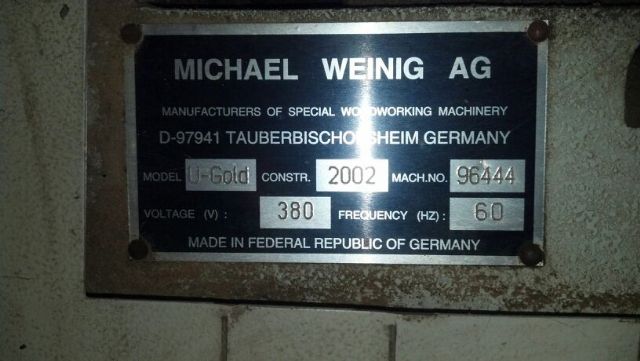 MICHAEL WEINIG AG
MANUFACTURERS OF SPECIAL WOODWORKING MACHINERY
D-97941 TAUBERBISCHOFSHEIM GERMANY
MODEL U-Gold CONSTR. 2002 MACH.NO. 96444
VOLTAGE (V) : 380 FREQUENCY (HZ) : 60
MADE IN FEDERAL REPUBLIC OF GERMANY